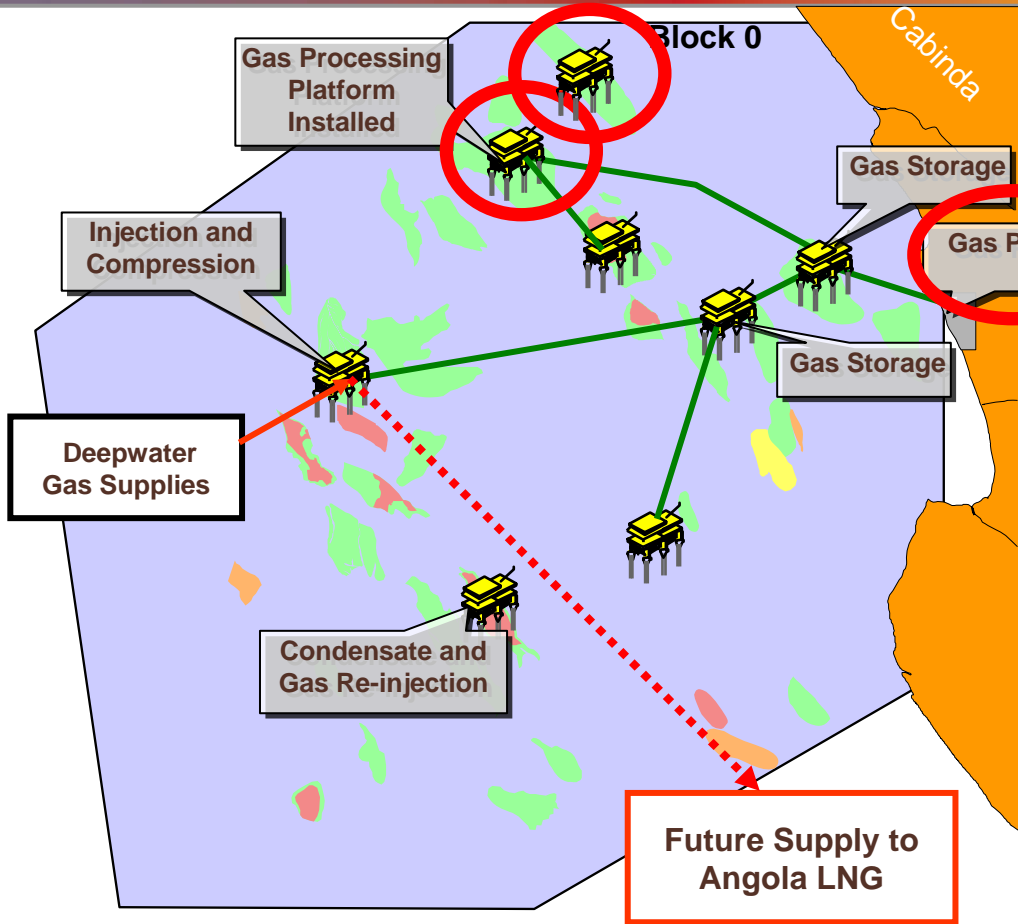 Block 0
Cabinda
Gas Processing
Platform
Installed
Gas Storage
Gas
Injection and
Compression
Gas Storage
Deepwater
Gas Supplies
Condensate and
Gas Re-injection
Future Supply to
Angola LNG